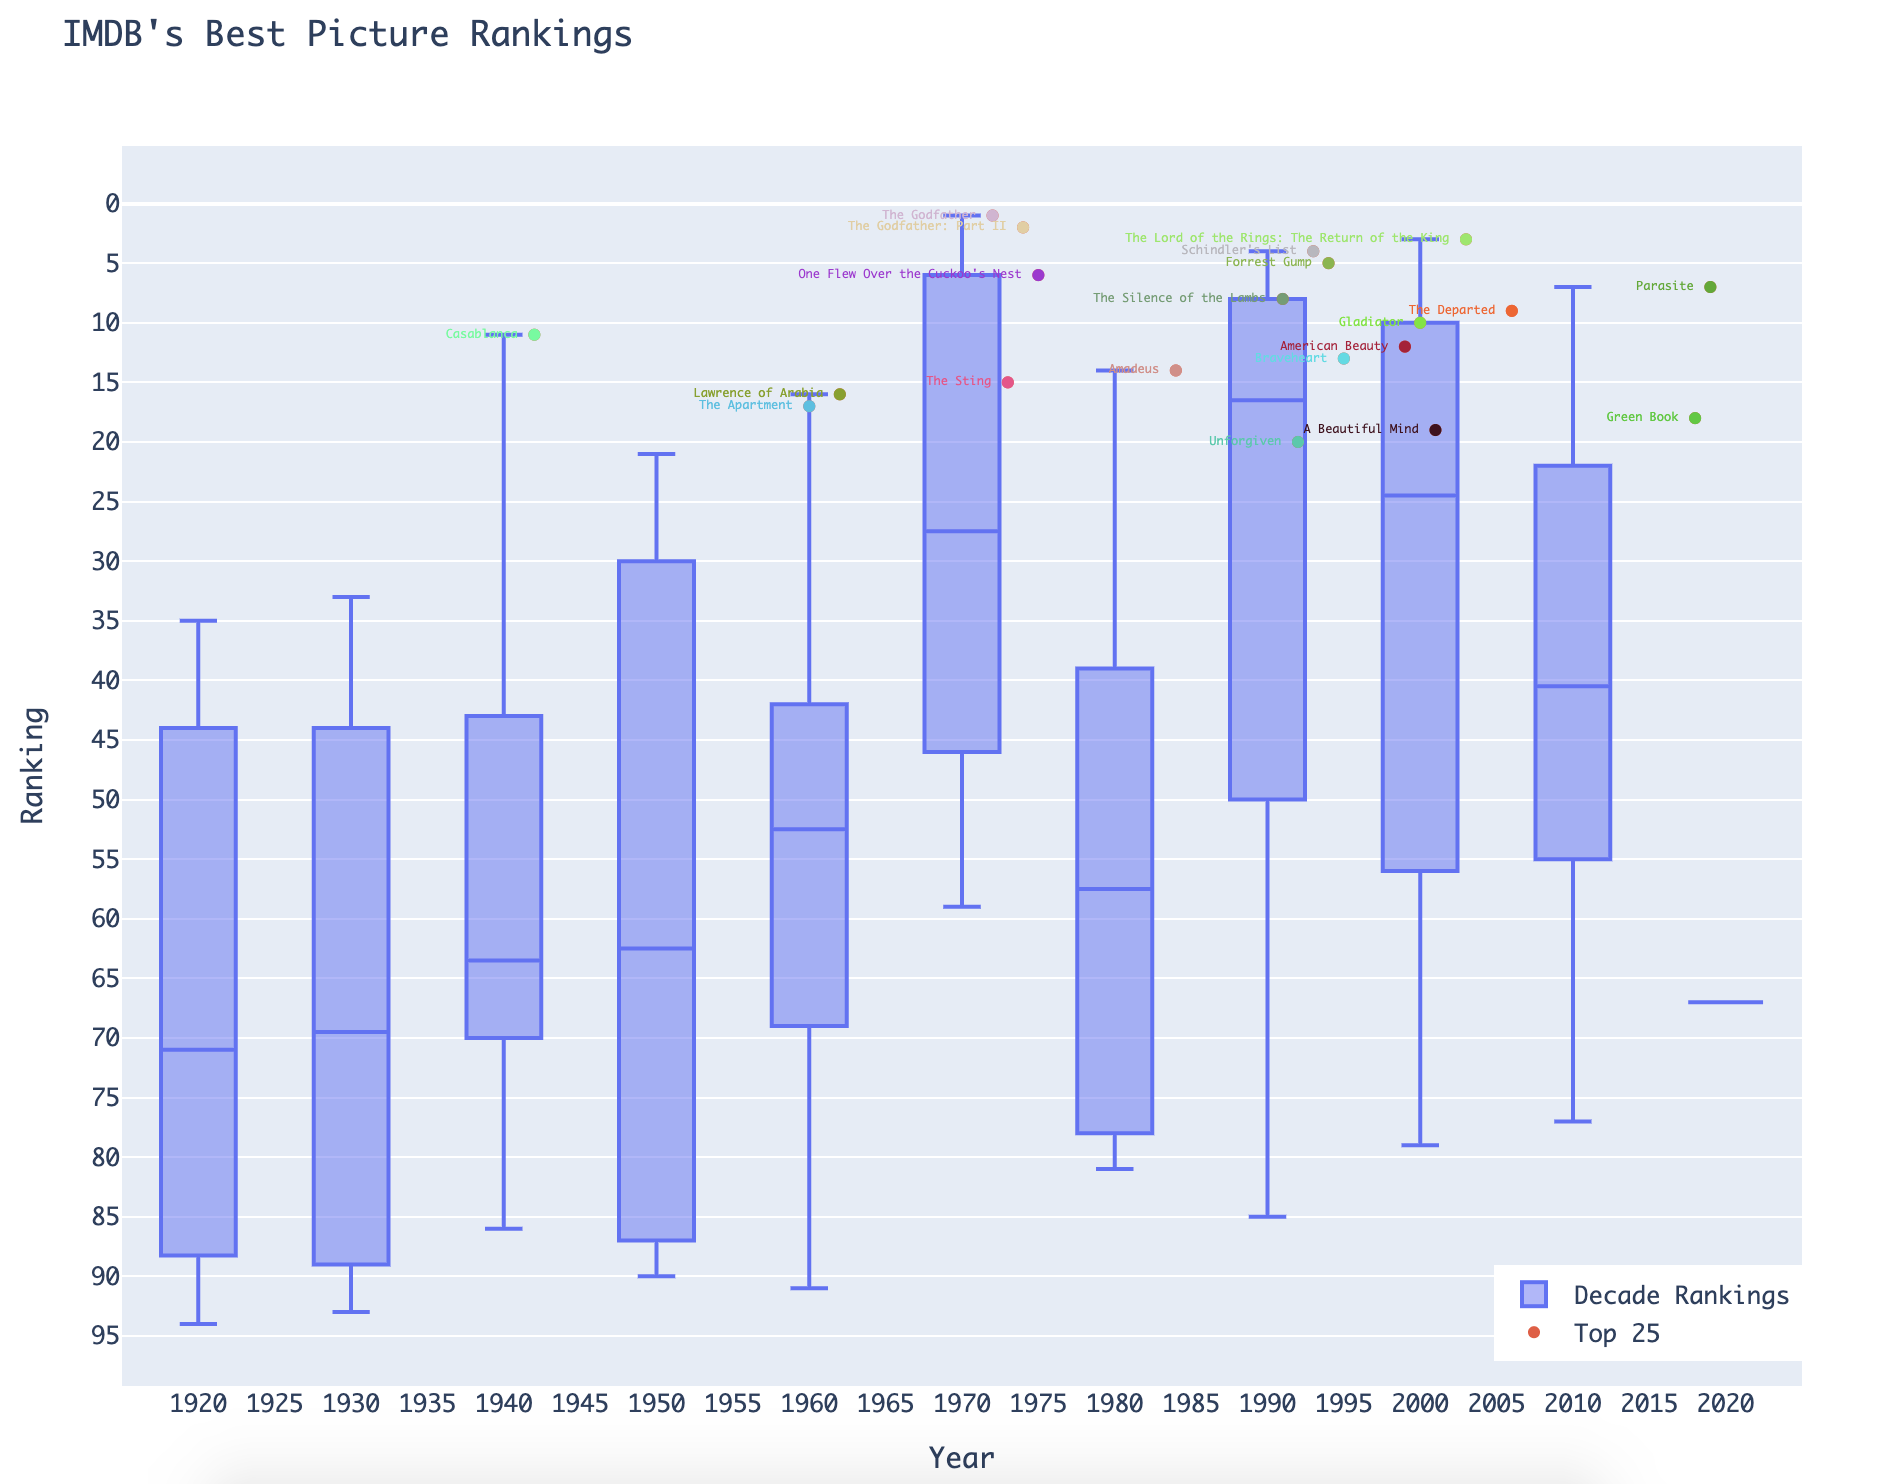 IMDB's Best Picture Rankings
0
The Godfather
The Godfather: Part II
The Lord of the Rings: The Return of the King
Schindler's List
5
Forrest Gump
One Flew Over the Cuckoo's Nest
Parasite
The Silence of the Lambs
The Departed
10
Gladiator
Casablanca
American Beauty
Braveheart
Amadeus
15
The Sting
Lawrence of Arabia
The Apartment
Green Book
A Beautiful Mind
20
Unforgiven
25
30
35
40
45
50
55
60
65
70
75
80
85
90
95
Ranking
Decade Rankings
Top 25
1920 1925 1930 1935 1940 1945 1950 1955 1960 1965 1970 1975 1980 1985 1990 1995 2000 2005 2010 2015 2020
Year